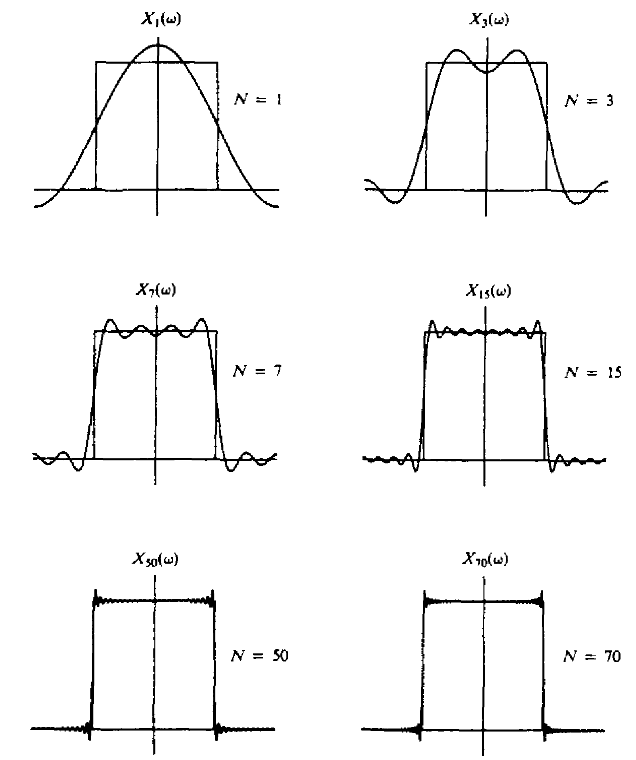 X₁(ω)
N = 1
X₃(ω)
N = 3
X₇(ω)
N = 7
X₁₅(ω)
N = 15
X₅₀(ω)
N = 50
X₇₀(ω)
N = 70